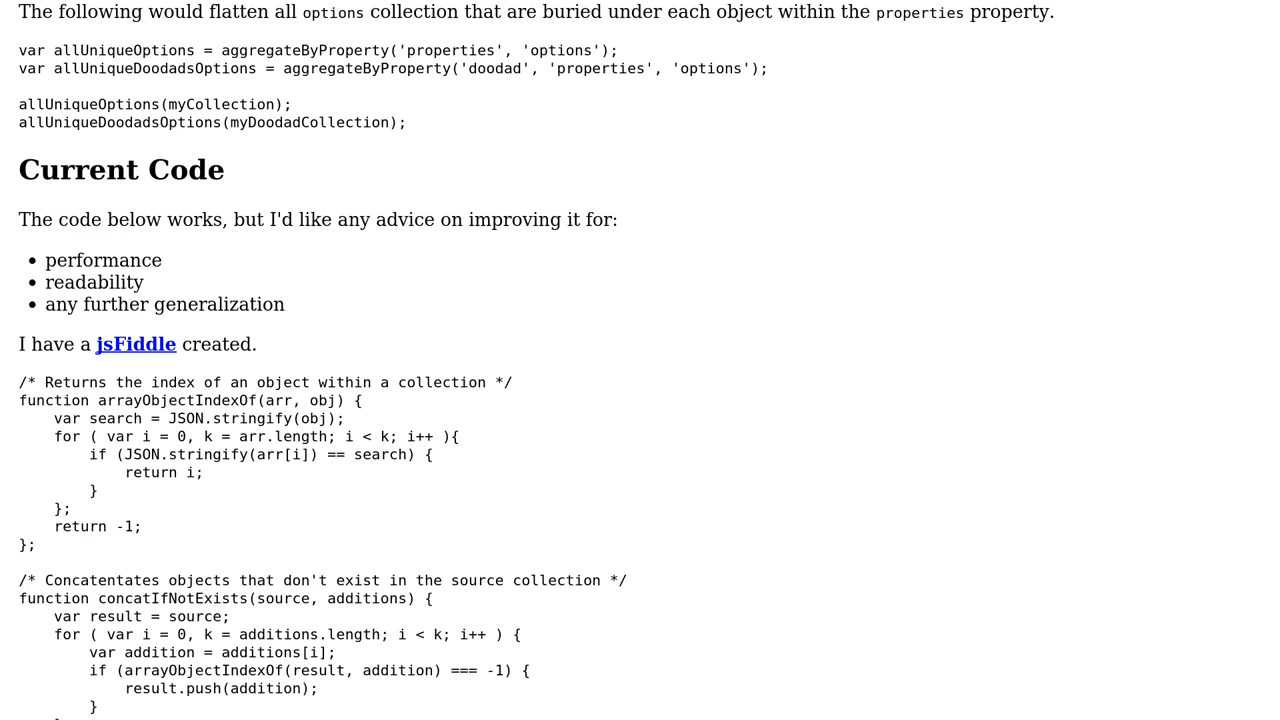 The following would flatten all options collection that are buried under each object within the properties property.
var allUniqueOptions = aggregateByProperty('properties', 'options');
var allUniqueDoodadsOptions = aggregateByProperty('doodad', 'properties', 'options');
allUniqueOptions(myCollection);
allUniqueDoodadsOptions(myDoodadCollection);
Current Code
The code below works, but I'd like any advice on improving it for:
• performance
• readability
• any further generalization
I have a jsFiddle created.
/* Returns the index of an object within a collection */
function arrayObjectIndexOf(arr, obj) {
    var search = JSON.stringify(obj);
    for ( var i = 0, k = arr.length; i < k; i++ ){
        if (JSON.stringify(arr[i]) == search) {
            return i;
        }
    };
    return -1;
};
/* Concatentates objects that don't exist in the source collection */
function concatIfNotExists(source, additions) {
    var result = source;
    for ( var i = 0, k = additions.length; i < k; i++ ) {
        var addition = additions[i];
        if (arrayObjectIndexOf(result, addition) === -1) {
            result.push(addition);
        }